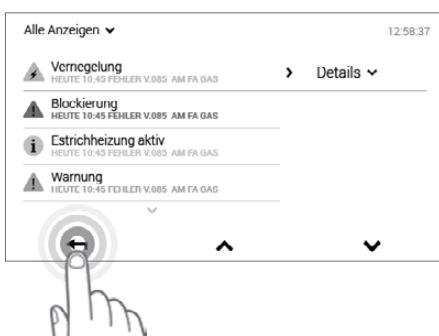 Alle Anzeigen
12:58:37
Verriegelung
HEUTE 10:45 FEHLER V.085 AM FA GAS
Details
Blockierung
HEUTE 10:45 FEHLER V.085 AM FA GAS
Estrichheizung aktiv
HEUTE 10:45 FEHLER V.085 AM FA GAS
Warnung
HEUTE 10:45 FEHLER V.085 AM FA GAS